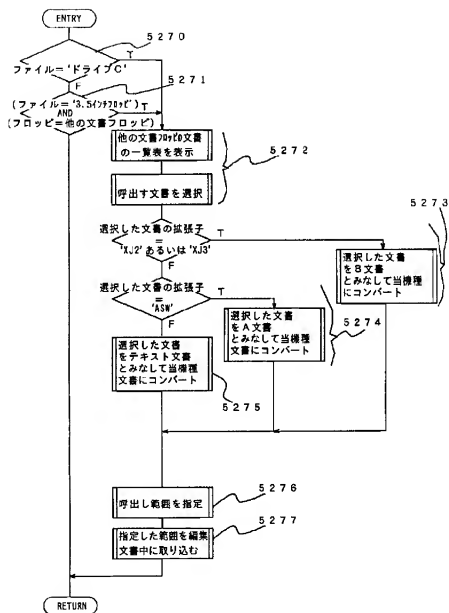 ENTRY
5270
T
ファイル='ドライブC'
5271
F
(ファイル='3.5インチフロッピ')
T
AND
(フロッピ=他の文書フロッピ)
F
他の文書フロッピの文書
の一覧表を表示
5272
呼出す文書を選択
5273
選択した文書の拡張子
=
'XJ2'あるいは'XJ3'
T
F
選択した文書
をB文書
とみなして当機種
にコンバート
選択した文書の拡張子
=
'ASW'
T
F
選択した文書
をA文書
とみなして当機種
文書にコンバート
5274
選択した文書
をテキスト文書
とみなして当機種
文書にコンバート
5275
5276
呼出し範囲を指定
5277
指定した範囲を編集
文書中に取り込む
RETURN